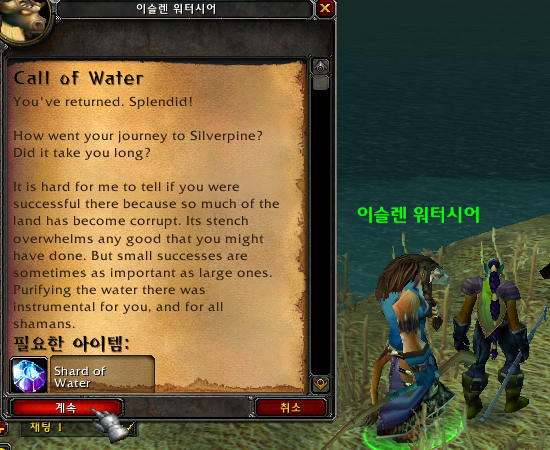 이슬렌 워터시어
Call of Water
You've returned. Splendid!
How went your journey to Silverpine?
Did it take you long?
It is hard for me to tell if you were
successful there because so much of the
land has become corrupt. Its stench
overwhelms any good that you might
have done. But small successes are
sometimes as important as large ones.
Purifying the water there was
instrumental for you, and for all
shamans.
필요한 아이템:
Shard of
Water
계속
취소
채팅 1
이슬렌 워터시어